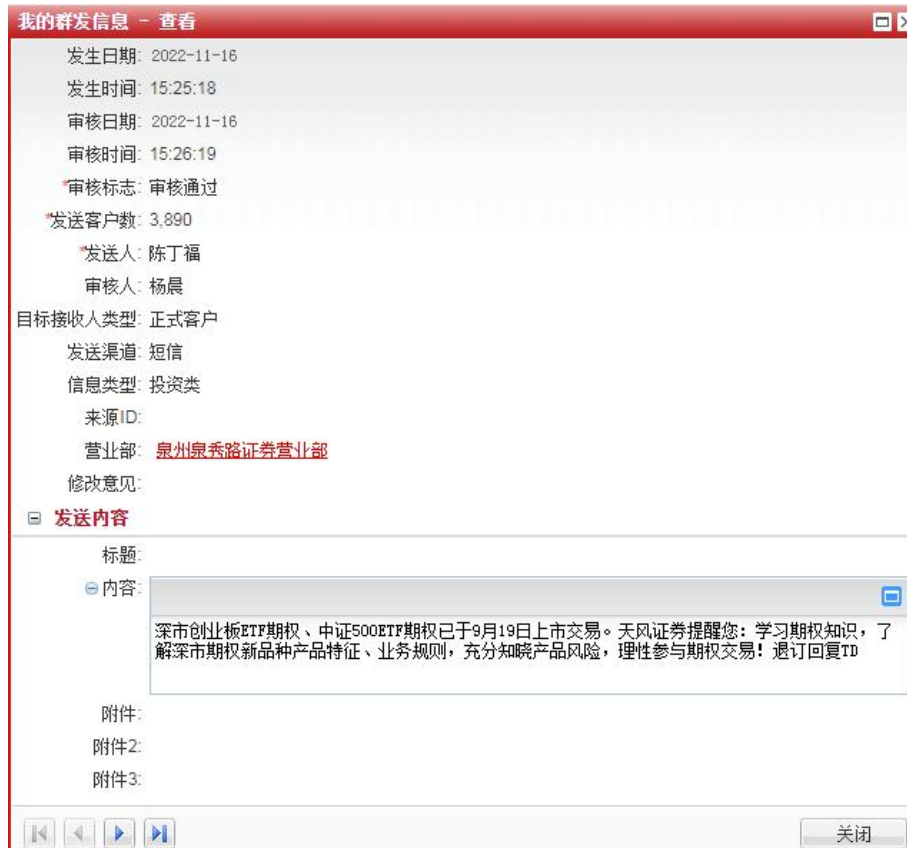 我的群发信息 - 查看
发生日期: 2022-11-16
发生时间: 15:25:18
审核日期: 2022-11-16
审核时间: 15:26:19
*审核标志: 审核通过
*发送客户数: 3,890
*发送人: 陈丁福
审核人: 杨晨
目标接收人类型: 正式客户
发送渠道: 短信
信息类型: 投资类
来源ID:
营业部: 泉州泉秀路证券营业部
修改意见:
发送内容
标题:
内容:
深市创业板ETF期权、中证500ETF期权已于9月19日上市交易。天风证券提醒您: 学习期权知识, 了
解深市期权新品种产品特征、业务规则, 充分知晓产品风险, 理性参与期权交易! 退订回复TD
附件:
附件2:
附件3:
关闭